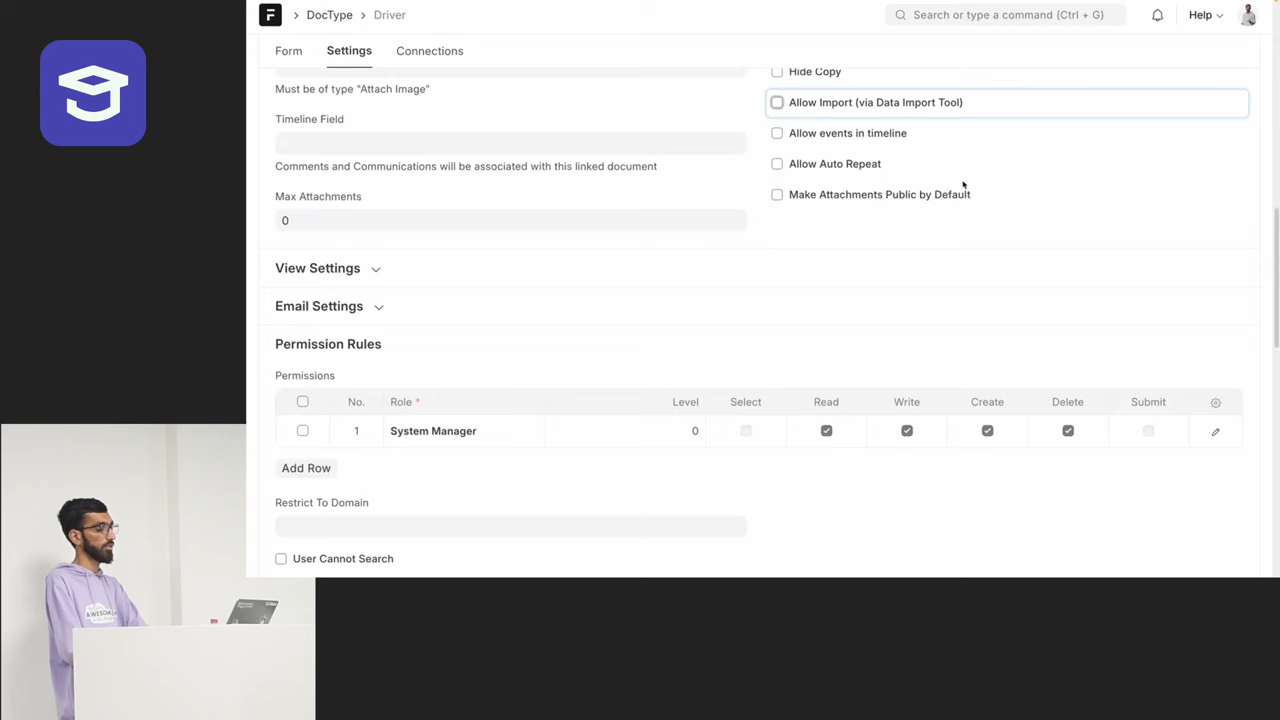 DocType
Driver
Search or type a command (Ctrl + G)
Help
Form
Settings
Connections
Hide Copy
Must be of type "Attach Image"
Allow Import (via Data Import Tool)
Timeline Field
Allow events in timeline
Comments and Communications will be associated with this linked document
Allow Auto Repeat
Max Attachments
Make Attachments Public by Default
0
View Settings
Email Settings
Permission Rules
Permissions
No. Role * Level Select Read Write Create Delete Submit
1 System Manager 0
Add Row
Restrict To Domain
User Cannot Search
AWESOME